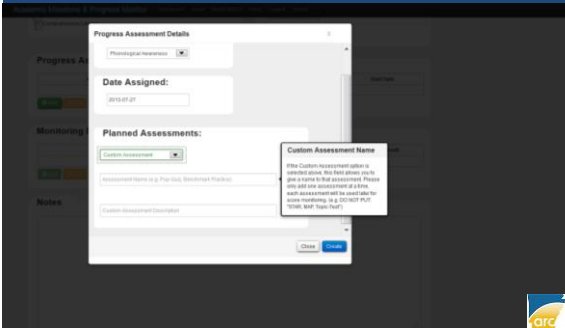 Progress Monitor
Progress Assessment Details
x
Phonological Awareness
Progress As
Date Assigned:
2013-07-27
Monitoring
Planned Assessments:
Custom Assessment
Custom Assessment Name
If the Custom Assessment option is
selected above, this field allows you to
give a name to that assessment. Please
only add one assessment at a time,
each assessment will be used later for
score monitoring. (e.g. DO NOT PUT
"STAR, MAP, Topic-Test")
Assessment Name (e.g. Pop Quiz, Benchmark Practice)
Notes
Custom Assessment Description
Close
Create
arc